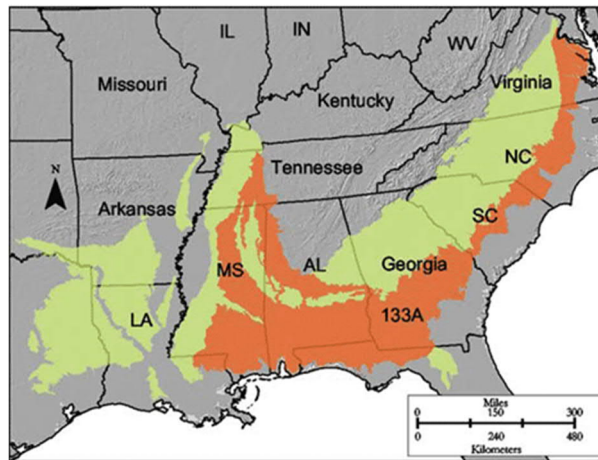 IL
IN
WV
Missouri
Virginia
Kentucky
NC
Tennessee
N
Arkansas
SC
MS
AL
Georgia
LA
133A
Miles
0 150 300
0 240 480
Kilometers